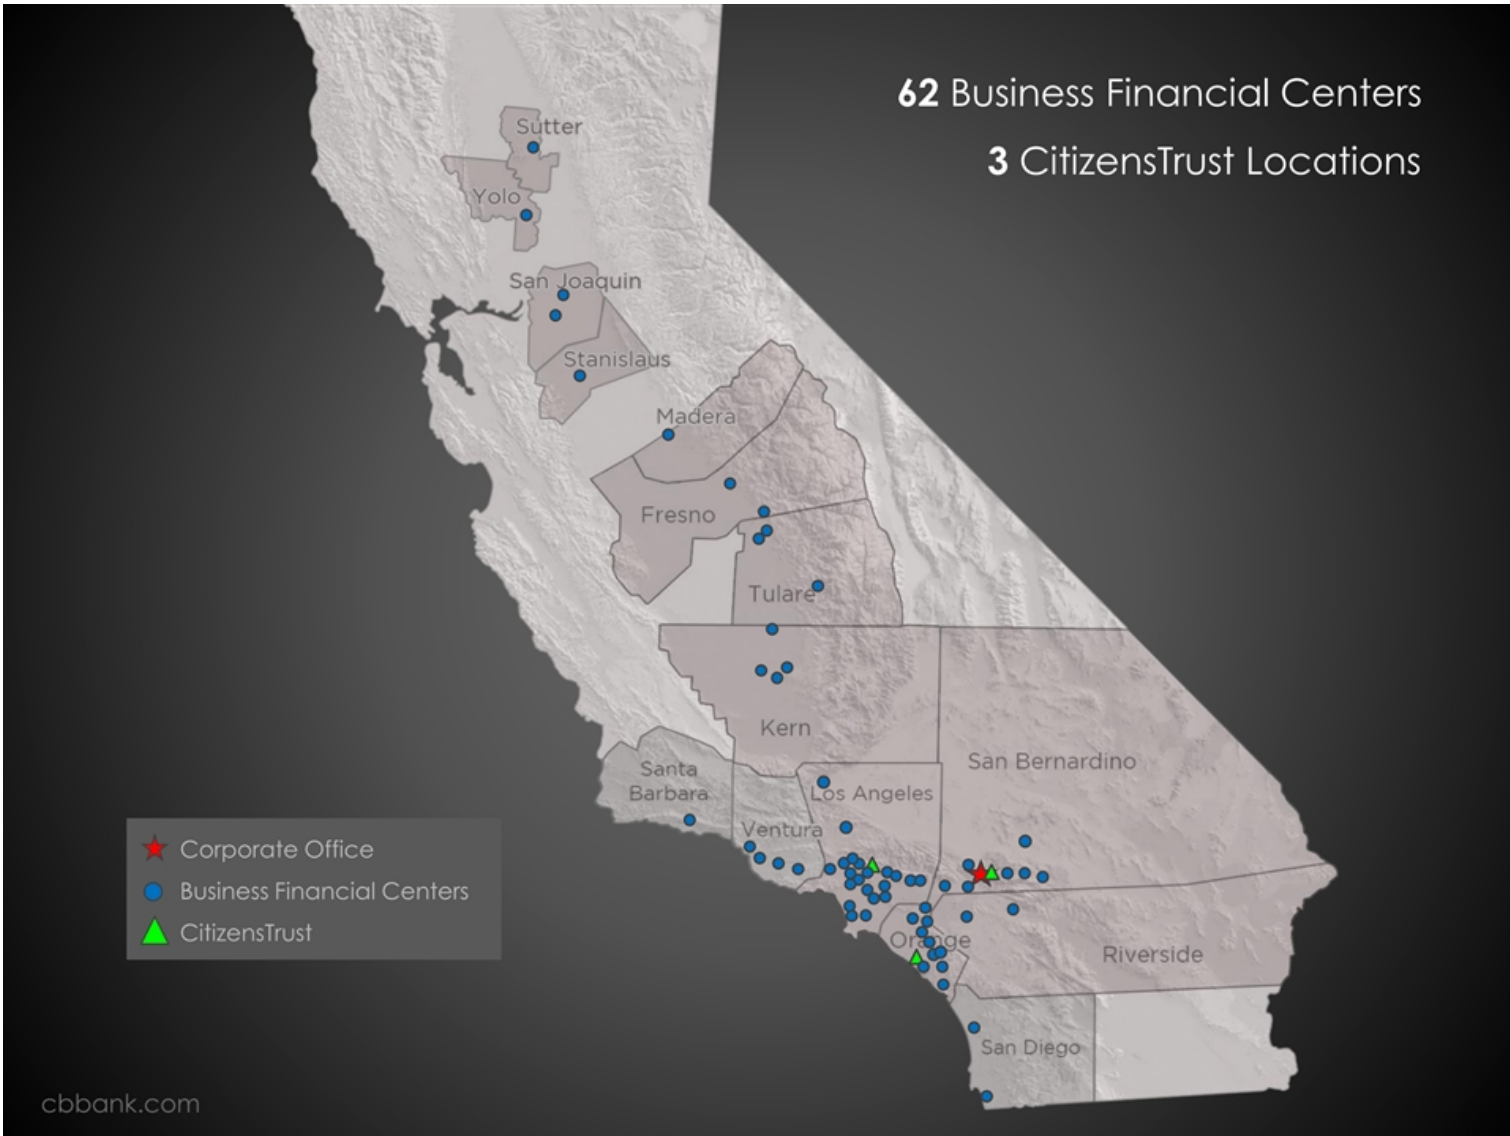 62 Business Financial Centers
3 CitizensTrust Locations
Sutter
Yolo
San Joaquin
Stanislaus
Madera
Fresno
Tulare
Kern
San Bernardino
Santa
Barbara
Los Angeles
Ventura
Orange
Riverside
San Diego
Corporate Office
Business Financial Centers
CitizensTrust
cbbank.com